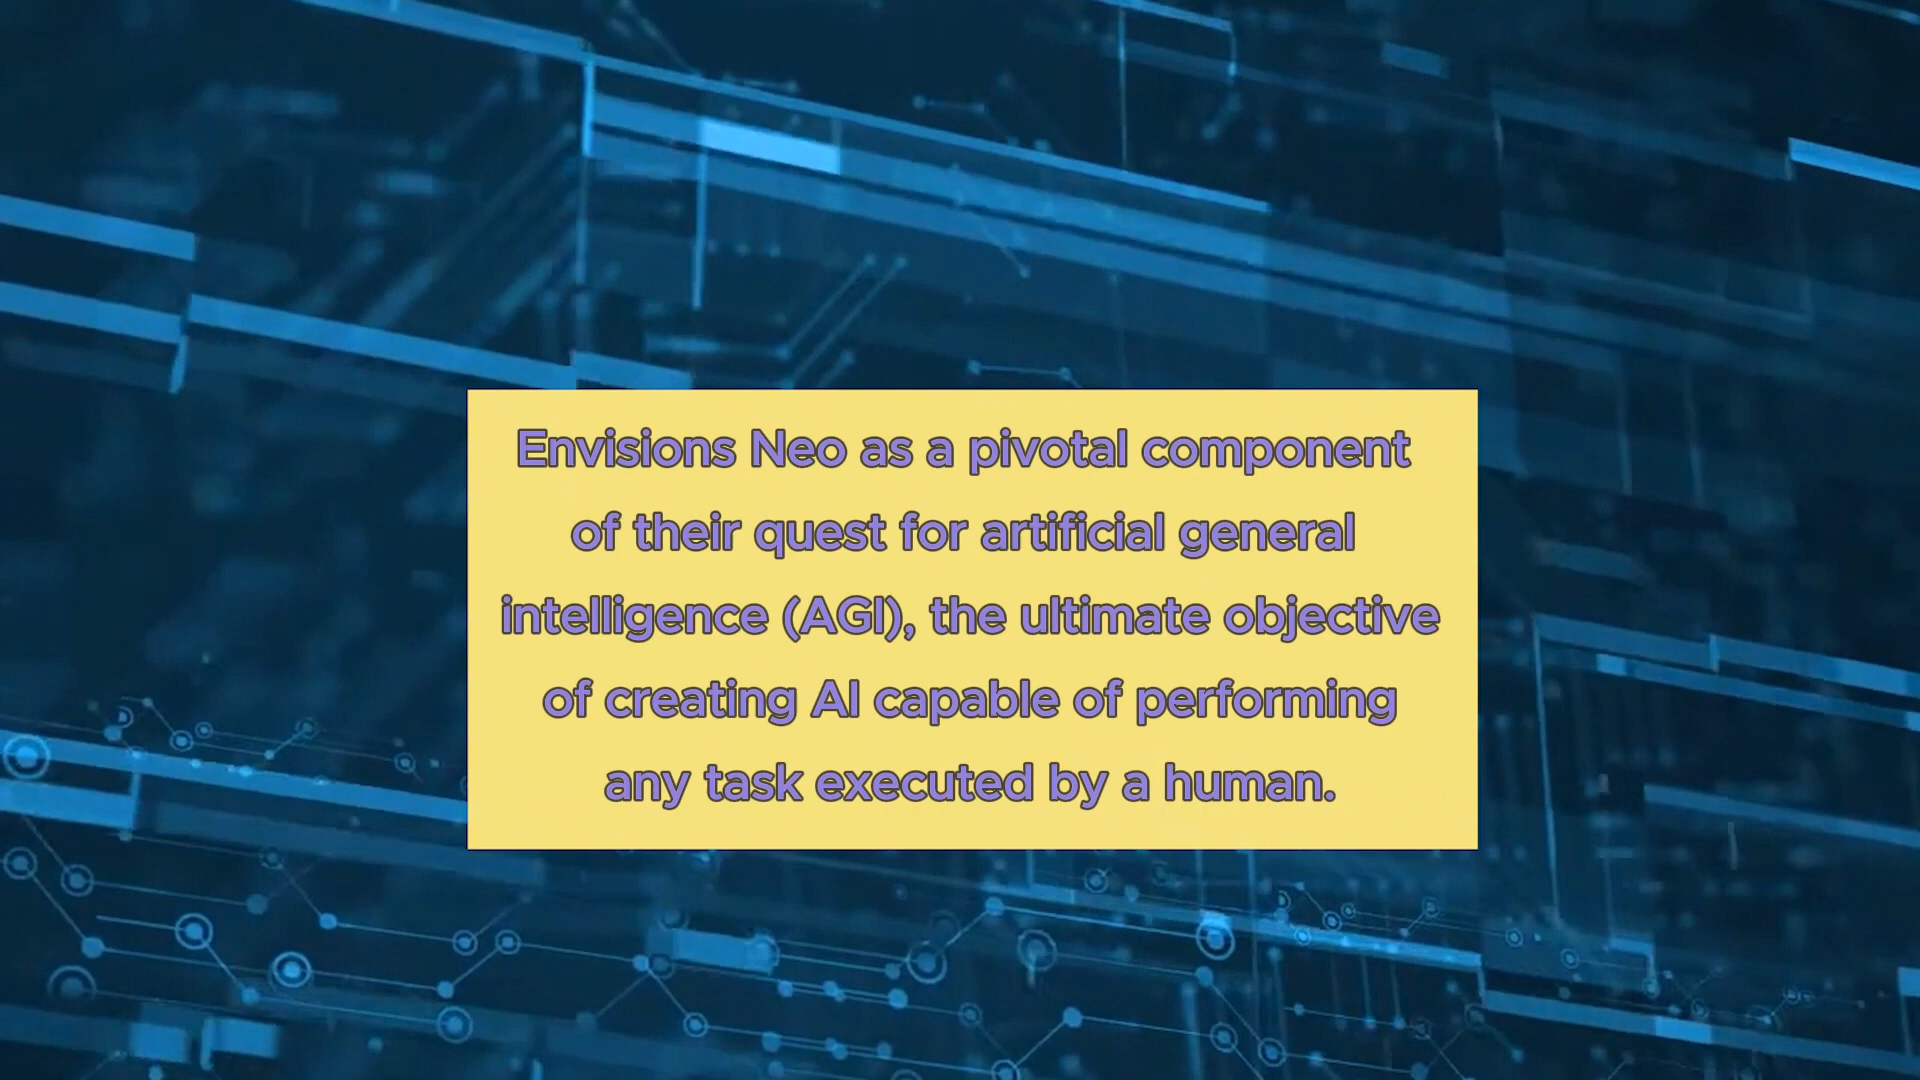 Envisions Neo as a pivotal component
of their quest for artificial general
intelligence (AGI), the ultimate objective
of creating AI capable of performing
any task executed by a human.